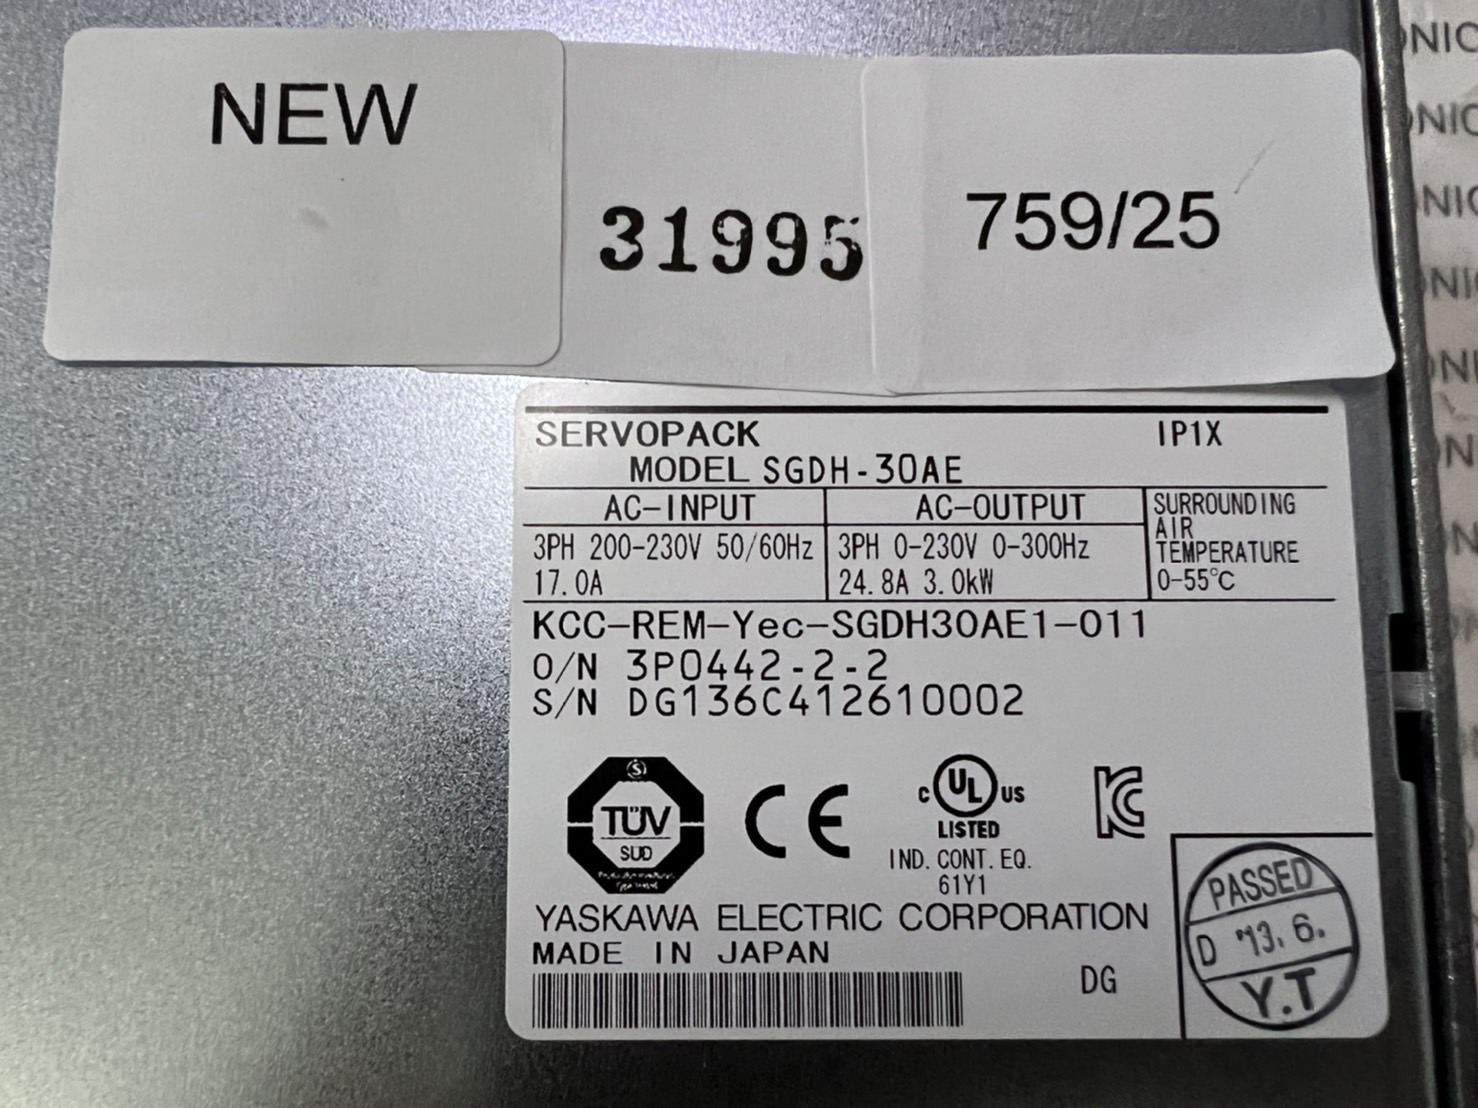 NEW
31995
759/25
SERVOPACK IP1X
MODEL SGDH-30AE
AC-INPUT AC-OUTPUT SURROUNDING
AIR
TEMPERATURE
0-55℃
3PH 200-230V 50/60Hz 3PH 0-230V 0-300Hz
17.0A 24.8A 3.0kW
KCC-REM-Yec-SGDH30AE1-011
O/N 3P0442-2-2
S/N DG136C412610002
TÜV
SÜD
CE
C UL US
LISTED
IND. CONT. EQ.
61Y1
YASKAWA ELECTRIC CORPORATION
MADE IN JAPAN
DG
PASSED
D '13. 6.
Y.T